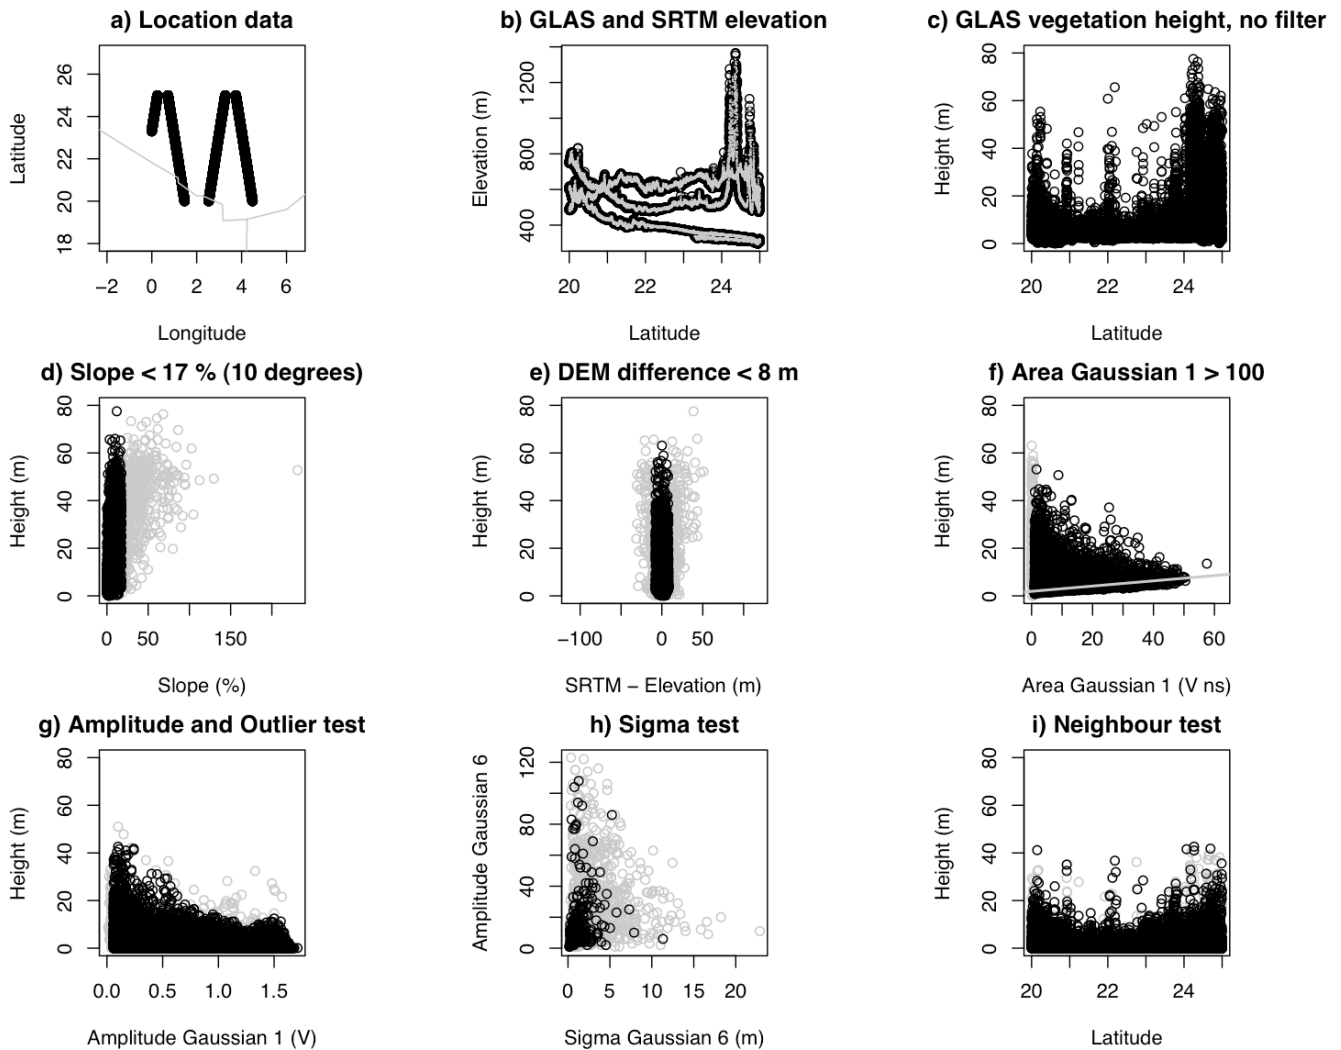 a) Location data
26
24
22
20
18
Latitude
−2 0 2 4 6
Longitude
b) GLAS and SRTM elevation
1200
800
400
Elevation (m)
20 22 24
Latitude
c) GLAS vegetation height, no filter
80
60
40
20
0
Height (m)
20 22 24
Latitude
d) Slope < 17 % (10 degrees)
80
60
40
20
0
Height (m)
0 50 150
Slope (%)
e) DEM difference < 8 m
80
60
40
20
0
Height (m)
−100 0 50
SRTM − Elevation (m)
f) Area Gaussian 1 > 100
80
60
40
20
0
Height (m)
0 20 40 60
Area Gaussian 1 (V ns)
g) Amplitude and Outlier test
80
60
40
20
0
Height (m)
0.0 0.5 1.0 1.5
Amplitude Gaussian 1 (V)
h) Sigma test
120
80
40
0
Amplitude Gaussian 6
0 5 10 15 20
Sigma Gaussian 6 (m)
i) Neighbour test
80
60
40
20
0
Height (m)
20 22 24
Latitude